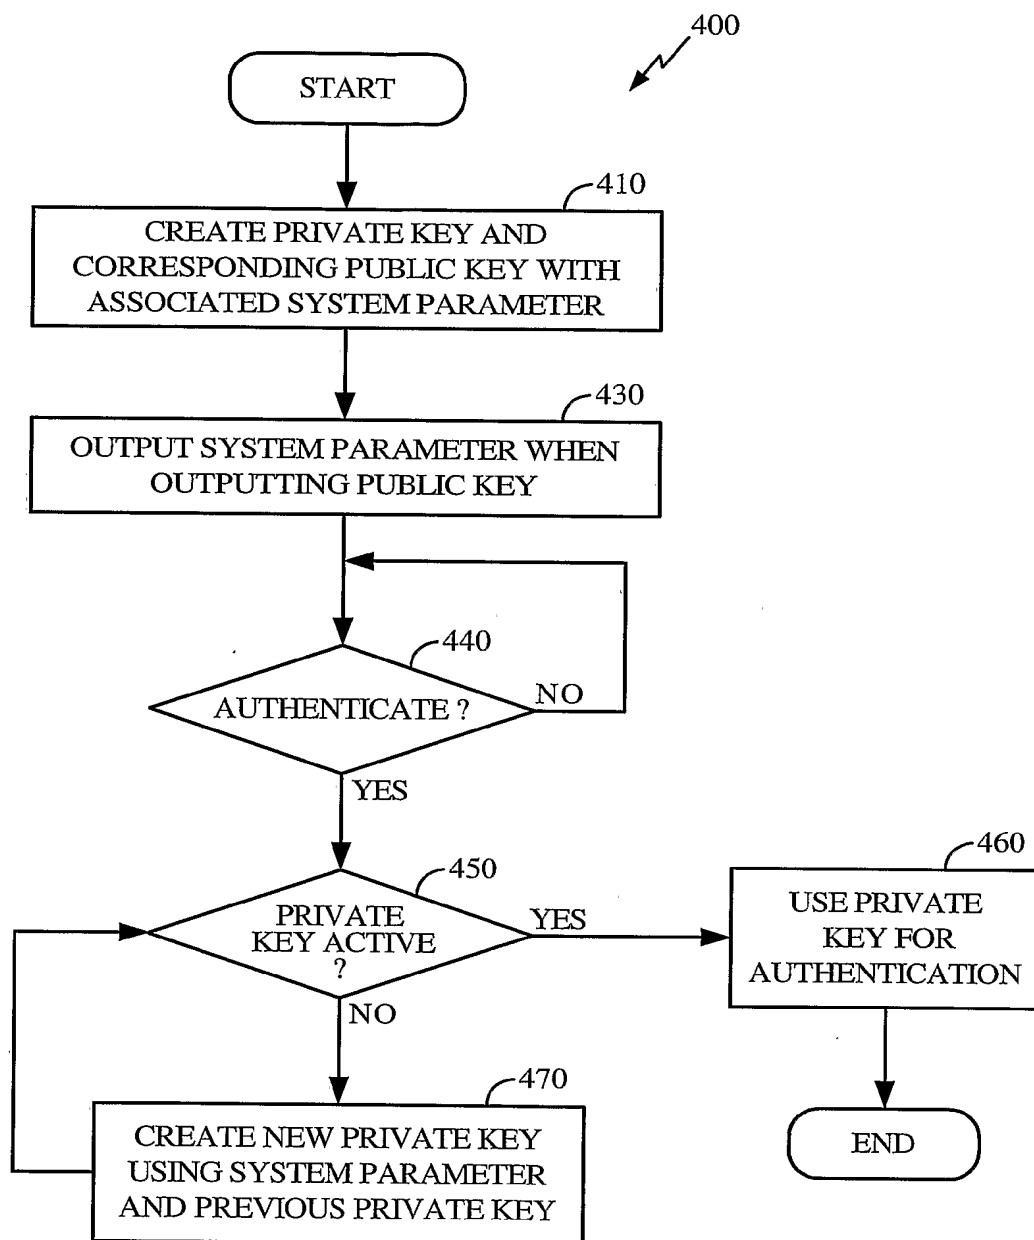 400
START
410
CREATE PRIVATE KEY AND
CORRESPONDING PUBLIC KEY WITH
ASSOCIATED SYSTEM PARAMETER
430
OUTPUT SYSTEM PARAMETER WHEN
OUTPUTTING PUBLIC KEY
440
AUTHENTICATE ?
NO
YES
450
PRIVATE
KEY ACTIVE
?
YES
NO
460
USE PRIVATE
KEY FOR
AUTHENTICATION
470
CREATE NEW PRIVATE KEY
USING SYSTEM PARAMETER
AND PREVIOUS PRIVATE KEY
END